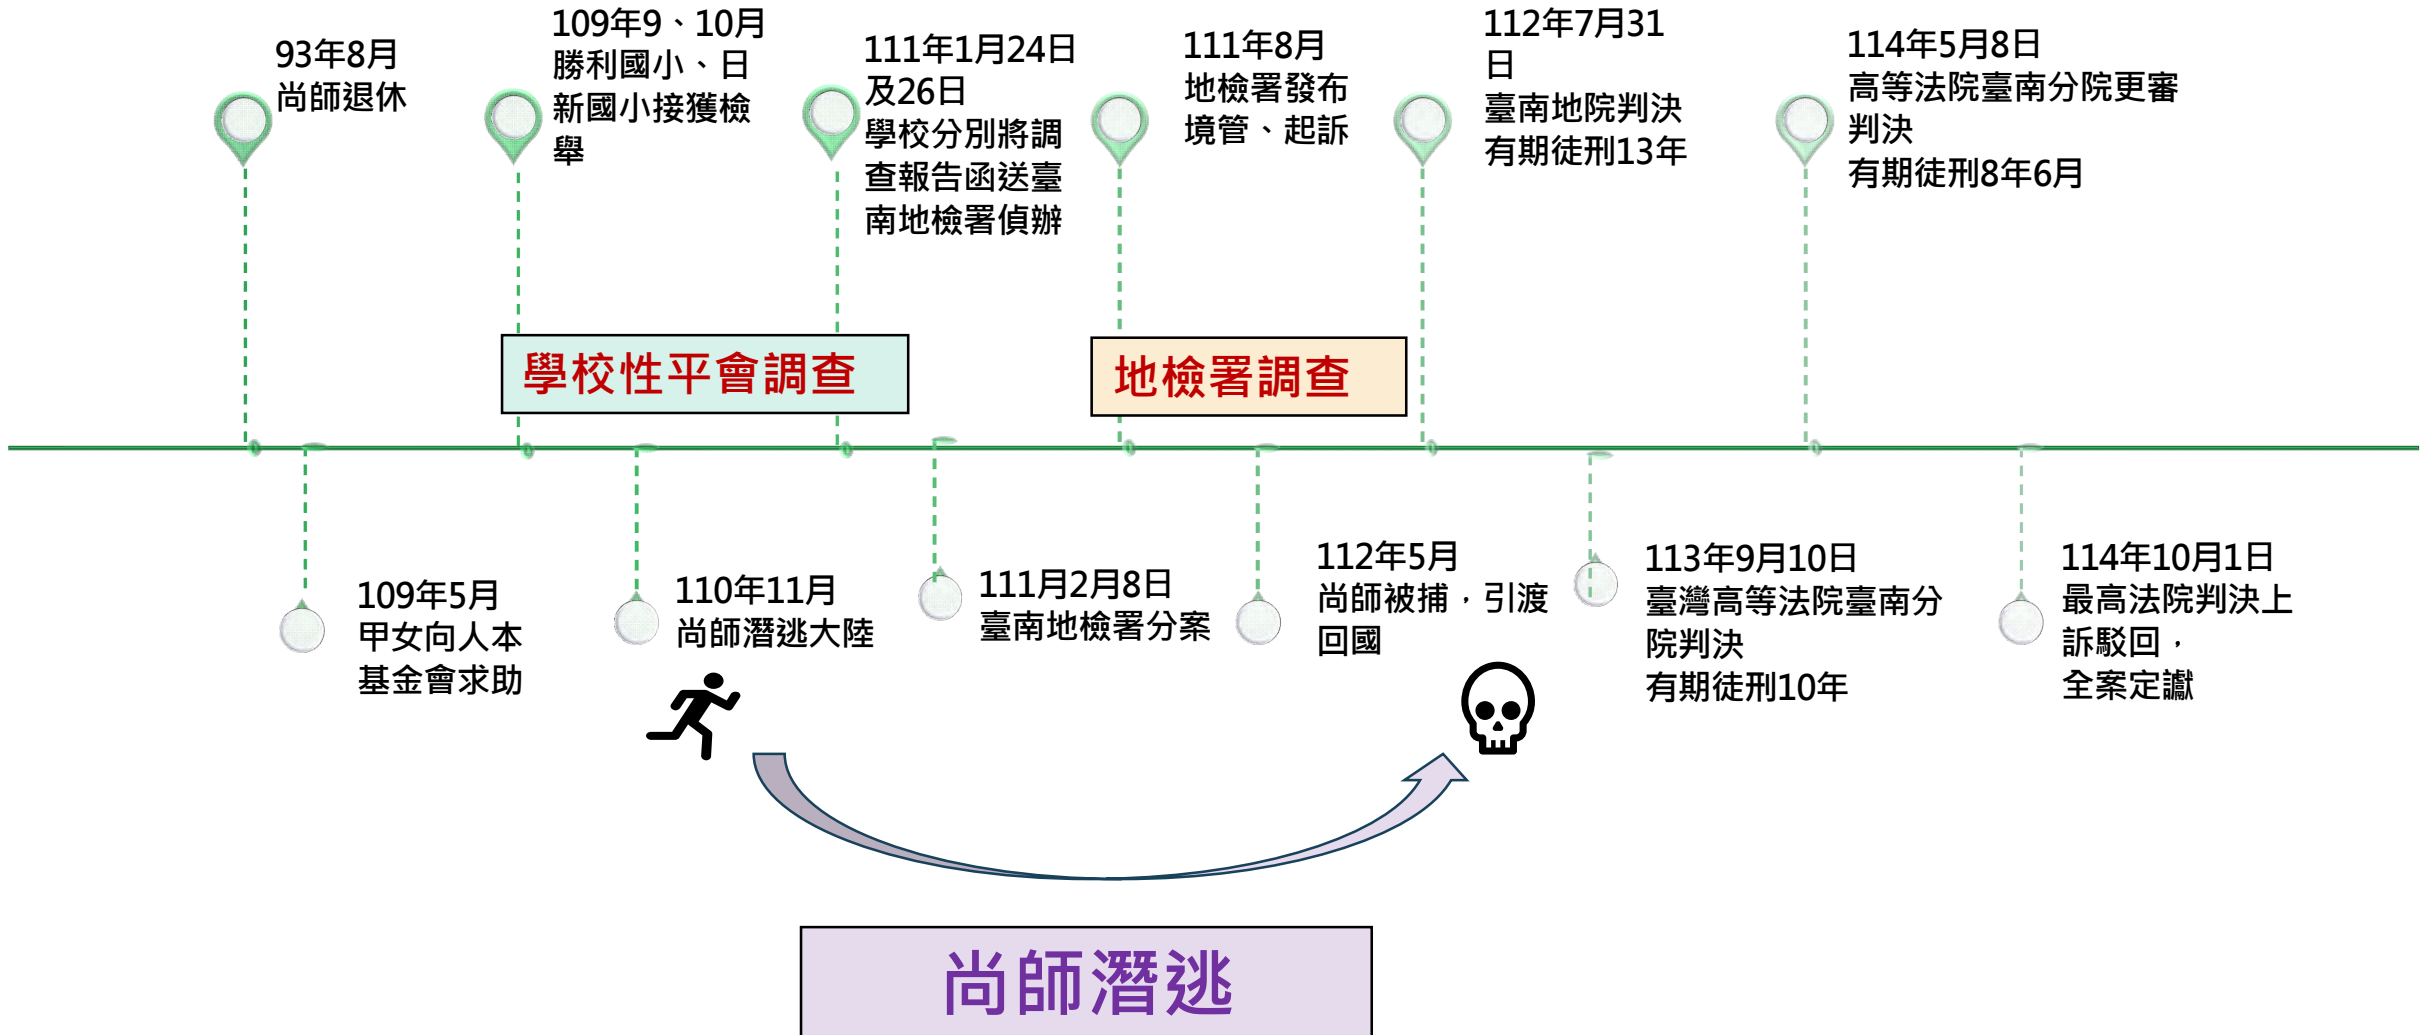 93年8月
尚師退休
109年9、10月
勝利國小、日
新國小接獲檢
舉
111年1月24日
及26日
學校分別將調
查報告函送臺
南地檢署偵辦
111年8月
地檢署發布
境管、起訴
112年7月31
日
臺南地院判決
有期徒刑13年
114年5月8日
高等法院臺南分院更審
判決
有期徒刑8年6月
學校性平會調查
地檢署調查
109年5月
甲女向人本
基金會求助
110年11月
尚師潛逃大陸
111月2月8日
臺南地檢署分案
112年5月
尚師被捕，引渡
回國
113年9月10日
臺灣高等法院臺南分
院判決
有期徒刑10年
114年10月1日
最高法院判決上
訴駁回，
全案定讞
尚師潛逃